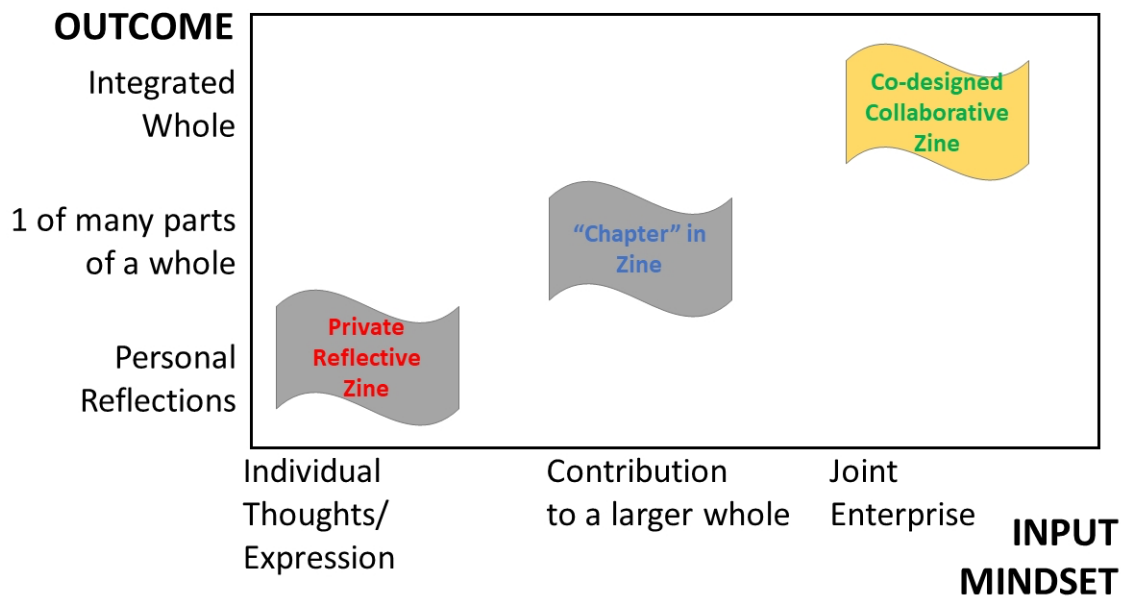 OUTCOME
Integrated
Whole
1 of many parts
of a whole
Personal
Reflections
Co-designed
Collaborative
Zine
“Chapter” in
Zine
Private
Reflective
Zine
Individual
Thoughts/
Expression
Contribution
to a larger whole
Joint
Enterprise
INPUT
MINDSET